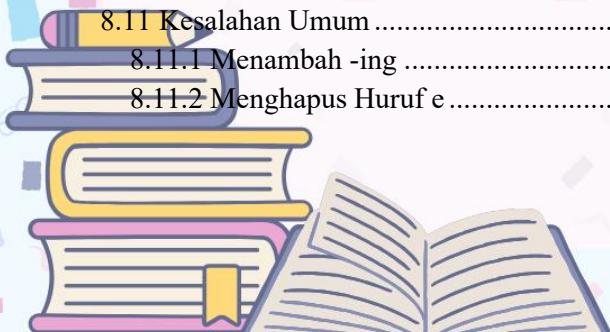 8.11 Kesalahan Umum ..............................
8.11.1 Menambah -ing ............................
8.11.2 Menghapus Huruf e ......................